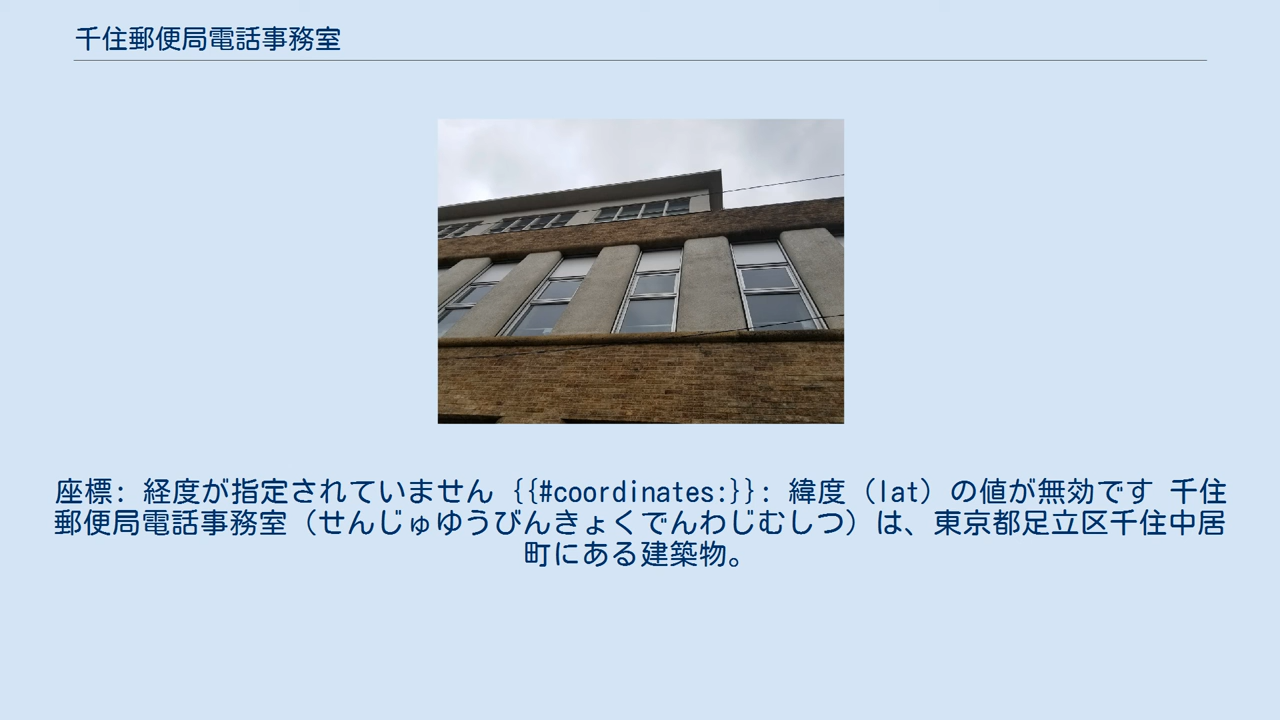 千住郵便局電話事務室
座標: 経度が指定されていません {{#coordinates:}}: 緯度（lat）の値が無効です 千住
郵便局電話事務室（せんじゅゆうびんきょくでんわじむしつ）は、東京都足立区千住中居
町にある建築物。